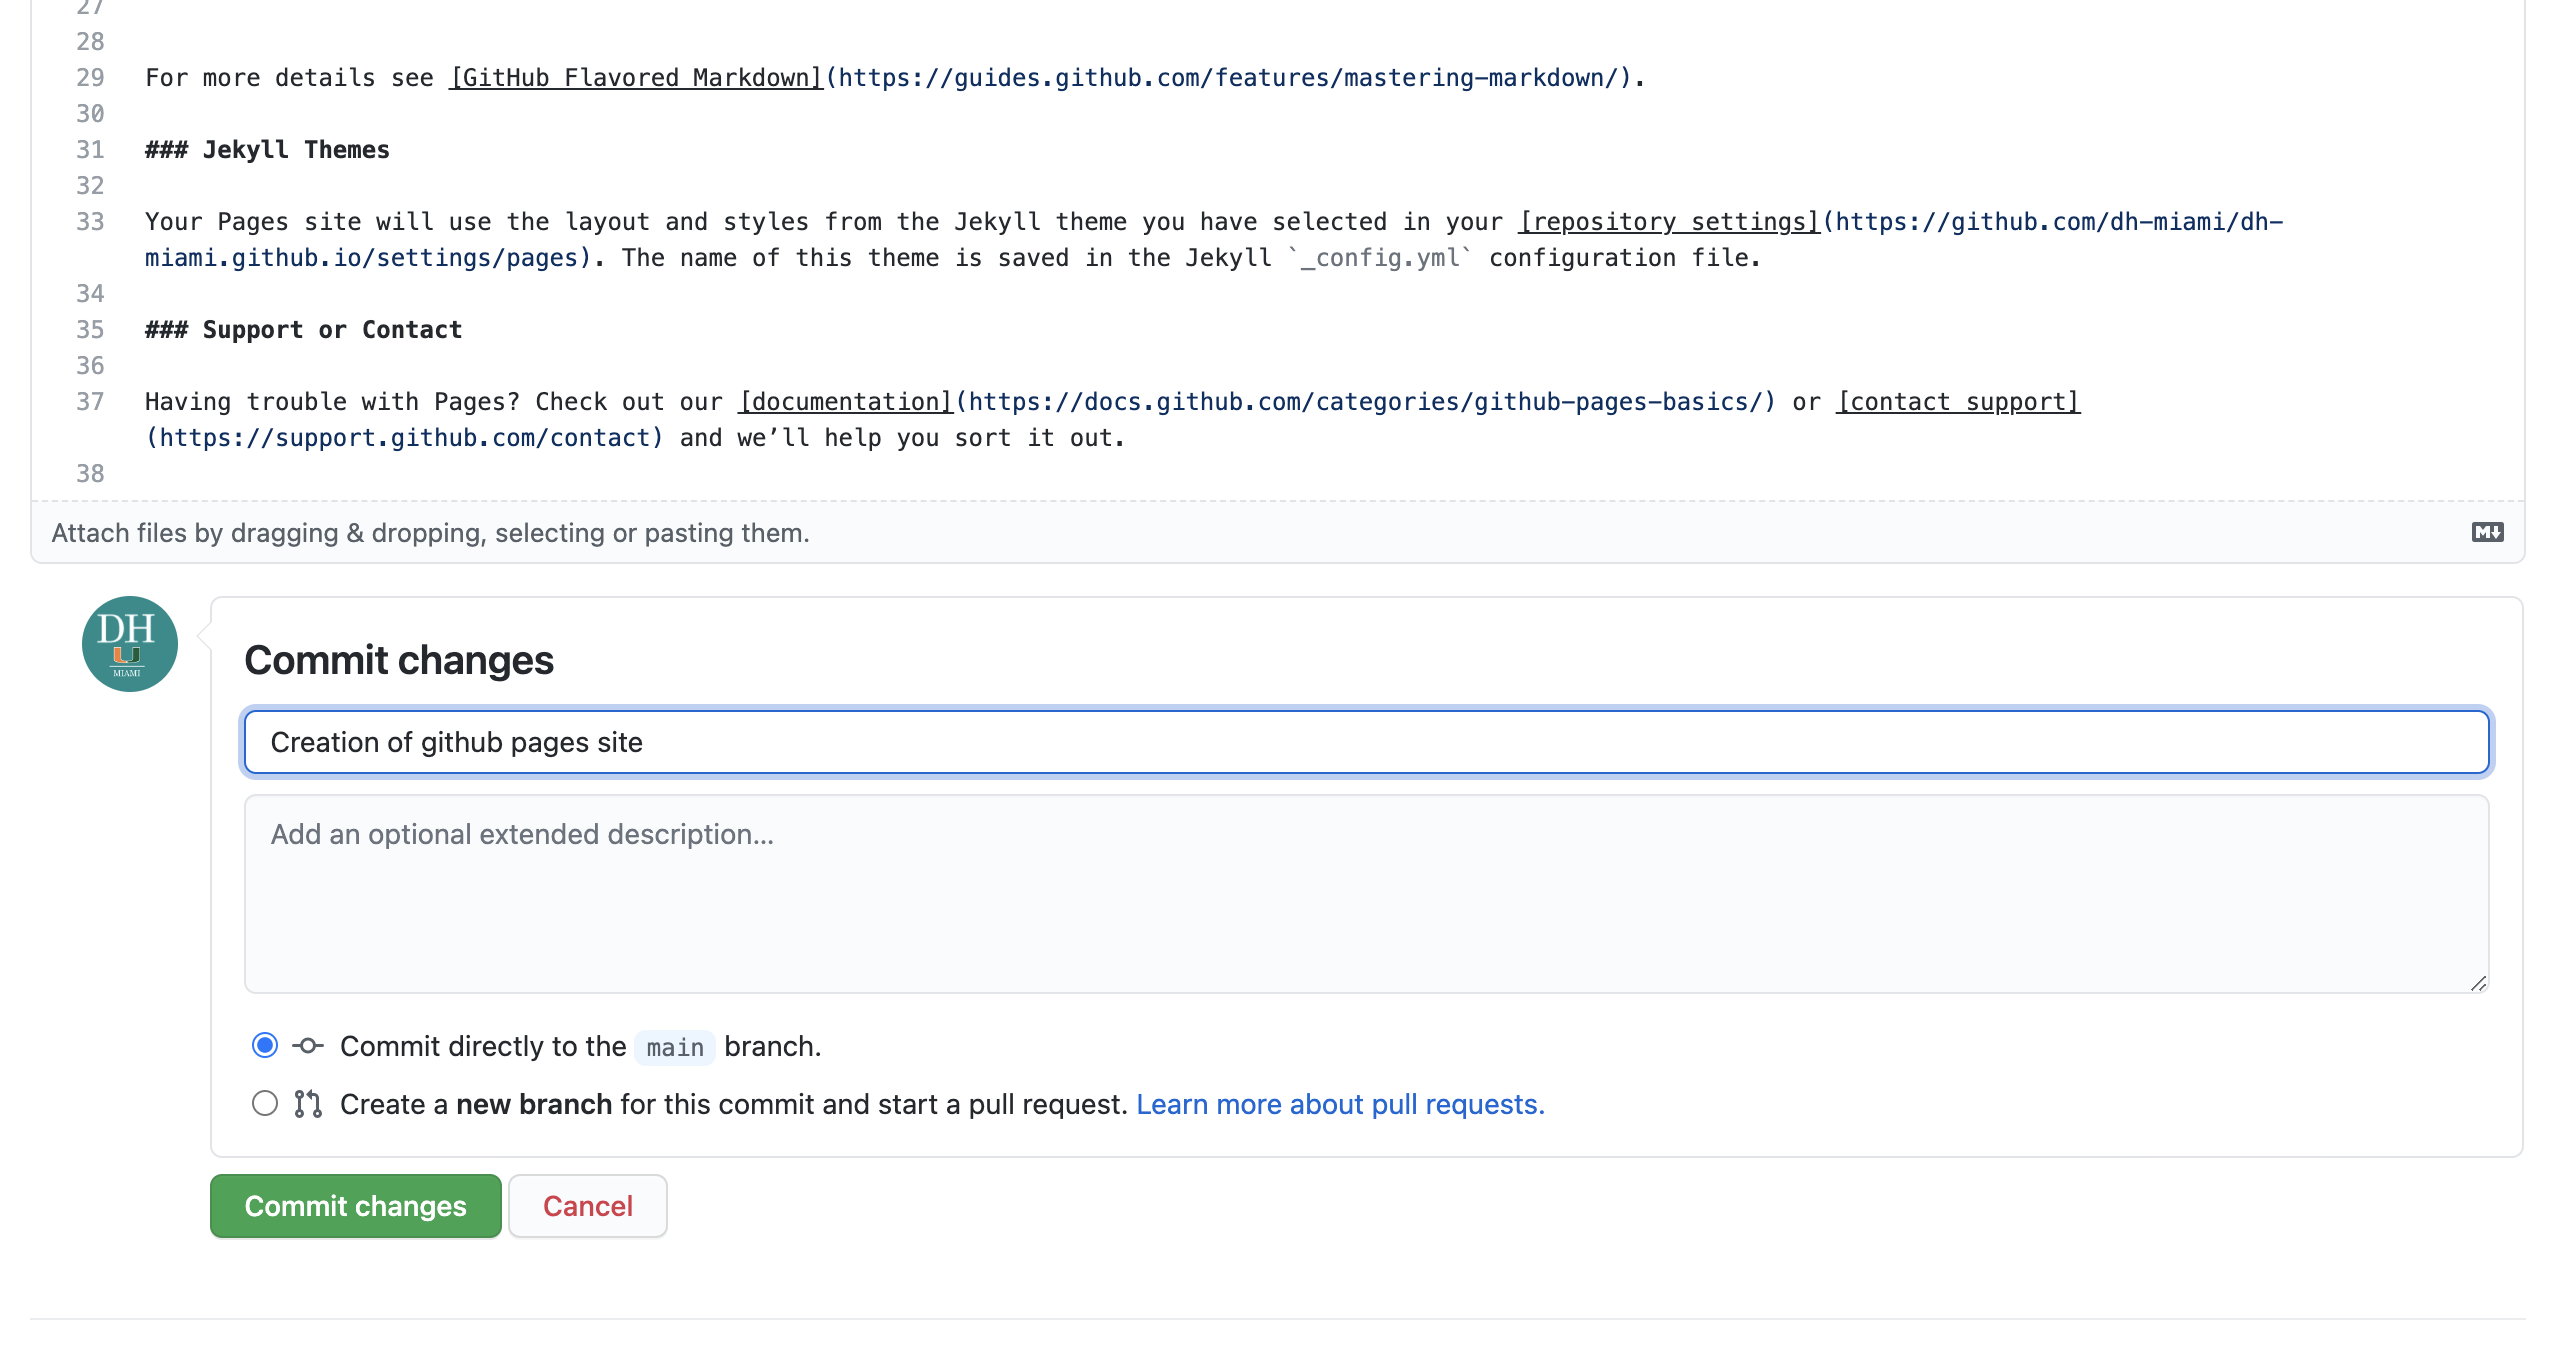 27
28
29 For more details see [GitHub Flavored Markdown](https://guides.github.com/features/mastering-markdown/).
30
31 ### Jekyll Themes
32
33 Your Pages site will use the layout and styles from the Jekyll theme you have selected in your [repository settings](https://github.com/dh-miami/dh-
miami.github.io/settings/pages). The name of this theme is saved in the Jekyll `_config.yml` configuration file.
34
35 ### Support or Contact
36
37 Having trouble with Pages? Check out our [documentation](https://docs.github.com/categories/github-pages-basics/) or [contact support]
(https://support.github.com/contact) and we’ll help you sort it out.
38
Attach files by dragging & dropping, selecting or pasting them.
M
DH
U
MIAMI
Commit changes
Creation of github pages site
Add an optional extended description...
Commit directly to the main branch.
Create a new branch for this commit and start a pull request. Learn more about pull requests.
Commit changes
Cancel